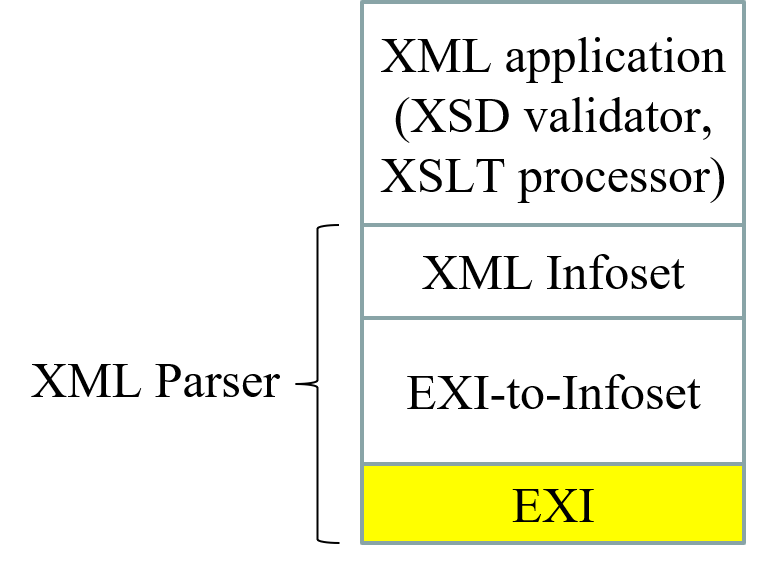 XML application
(XSD validator,
XSLT processor)
XML Infoset
XML Parser
EXI-to-Infoset
EXI